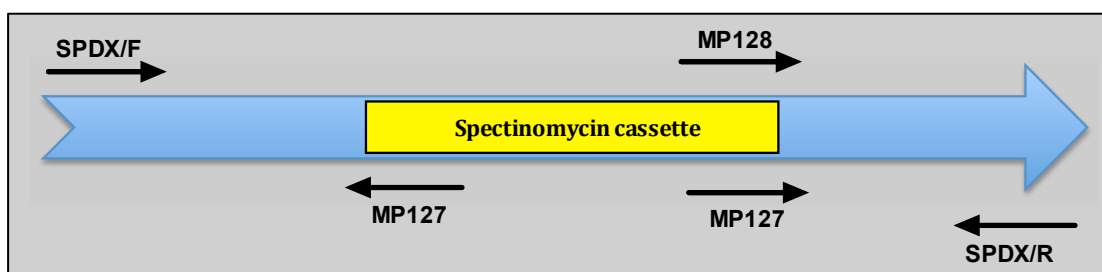 SPDX/F
MP128
Spectinomycin cassette
MP127
MP127
SPDX/R